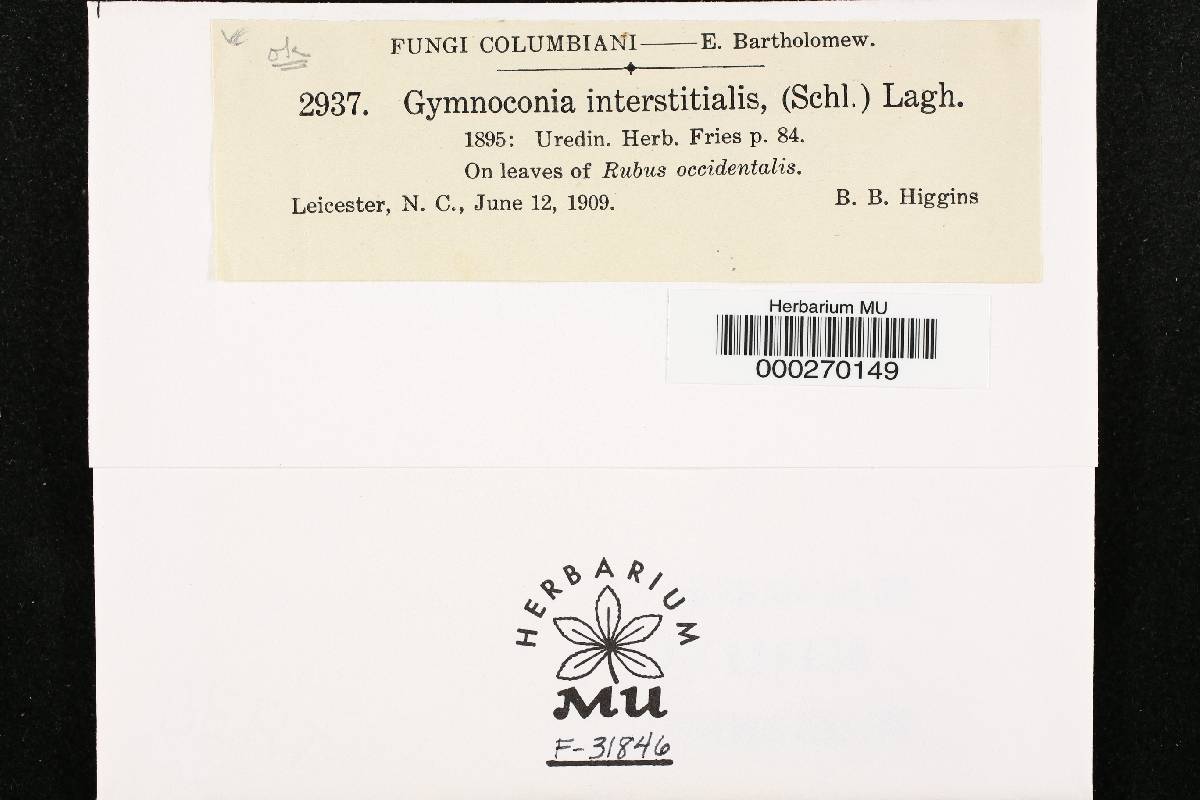 ok
FUNGI COLUMBIANI——E. Bartholomew.
2937. Gymnoconia interstitialis, (Schl.) Lagh.
1895: Uredin. Herb. Fries p. 84.
On leaves of Rubus occidentalis.
Leicester, N. C., June 12, 1909. B. B. Higgins
Herbarium MU
000270149
HERBARIUM
MU
F-31846